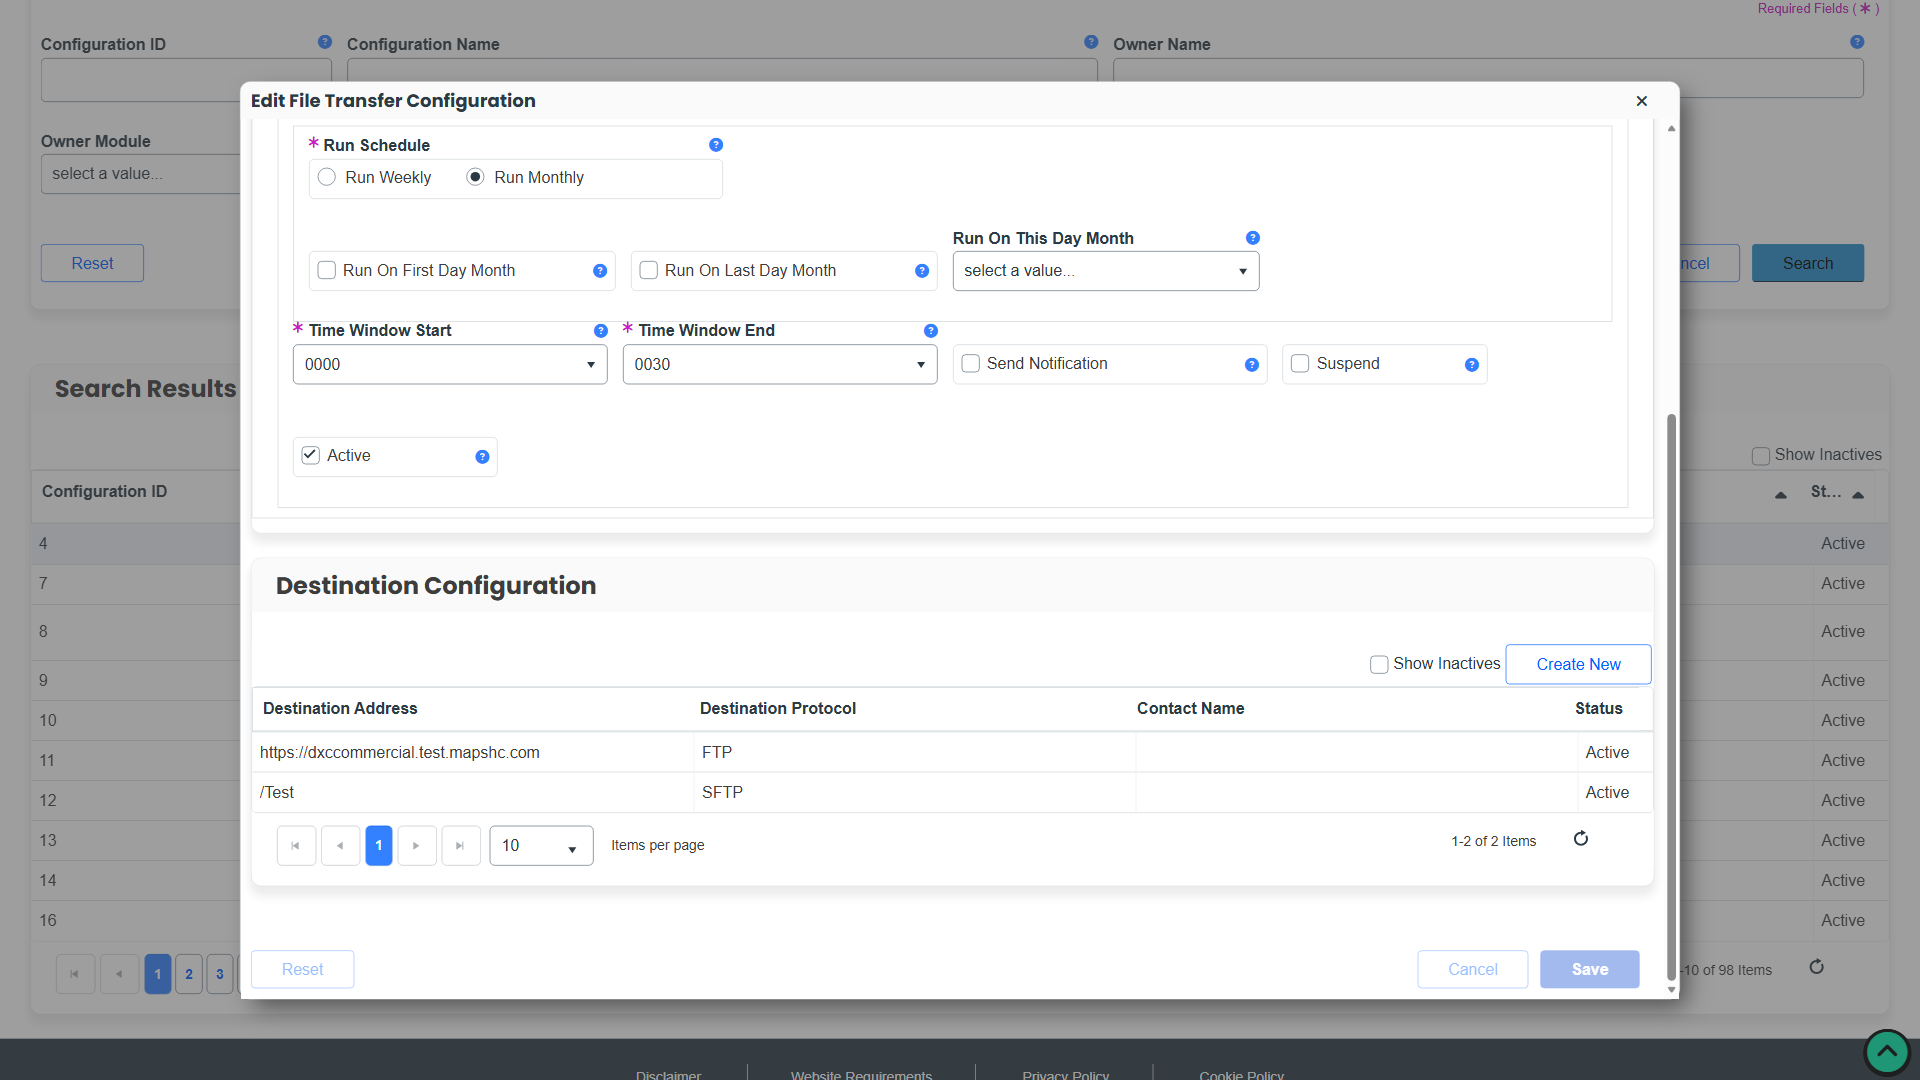 Required Fields ( * )
Configuration ID
Configuration Name
Owner Name
Edit File Transfer Configuration
Owner Module
select a value...
* Run Schedule
Run Weekly
Run Monthly
Run On This Day Month
Run On First Day Month
Run On Last Day Month
select a value...
Reset
ncel
Search
* Time Window Start
* Time Window End
0000
0030
Send Notification
Suspend
Search Results
Active
Show Inactives
Configuration ID
St...
4
Active
7
Active
Destination Configuration
8
Active
Show Inactives
Create New
9
Active
Destination Address
Destination Protocol
Contact Name
Status
10
Active
https://dxccommercial.test.mapshc.com
FTP
Active
11
Active
/Test
SFTP
Active
12
Active
13
Active
1
10
Items per page
1-2 of 2 Items
14
Active
16
Active
Reset
Cancel
Save
1
2
3
-10 of 98 Items
Disclaimer
Website Requirements
Privacy Policy
Cookie Policy